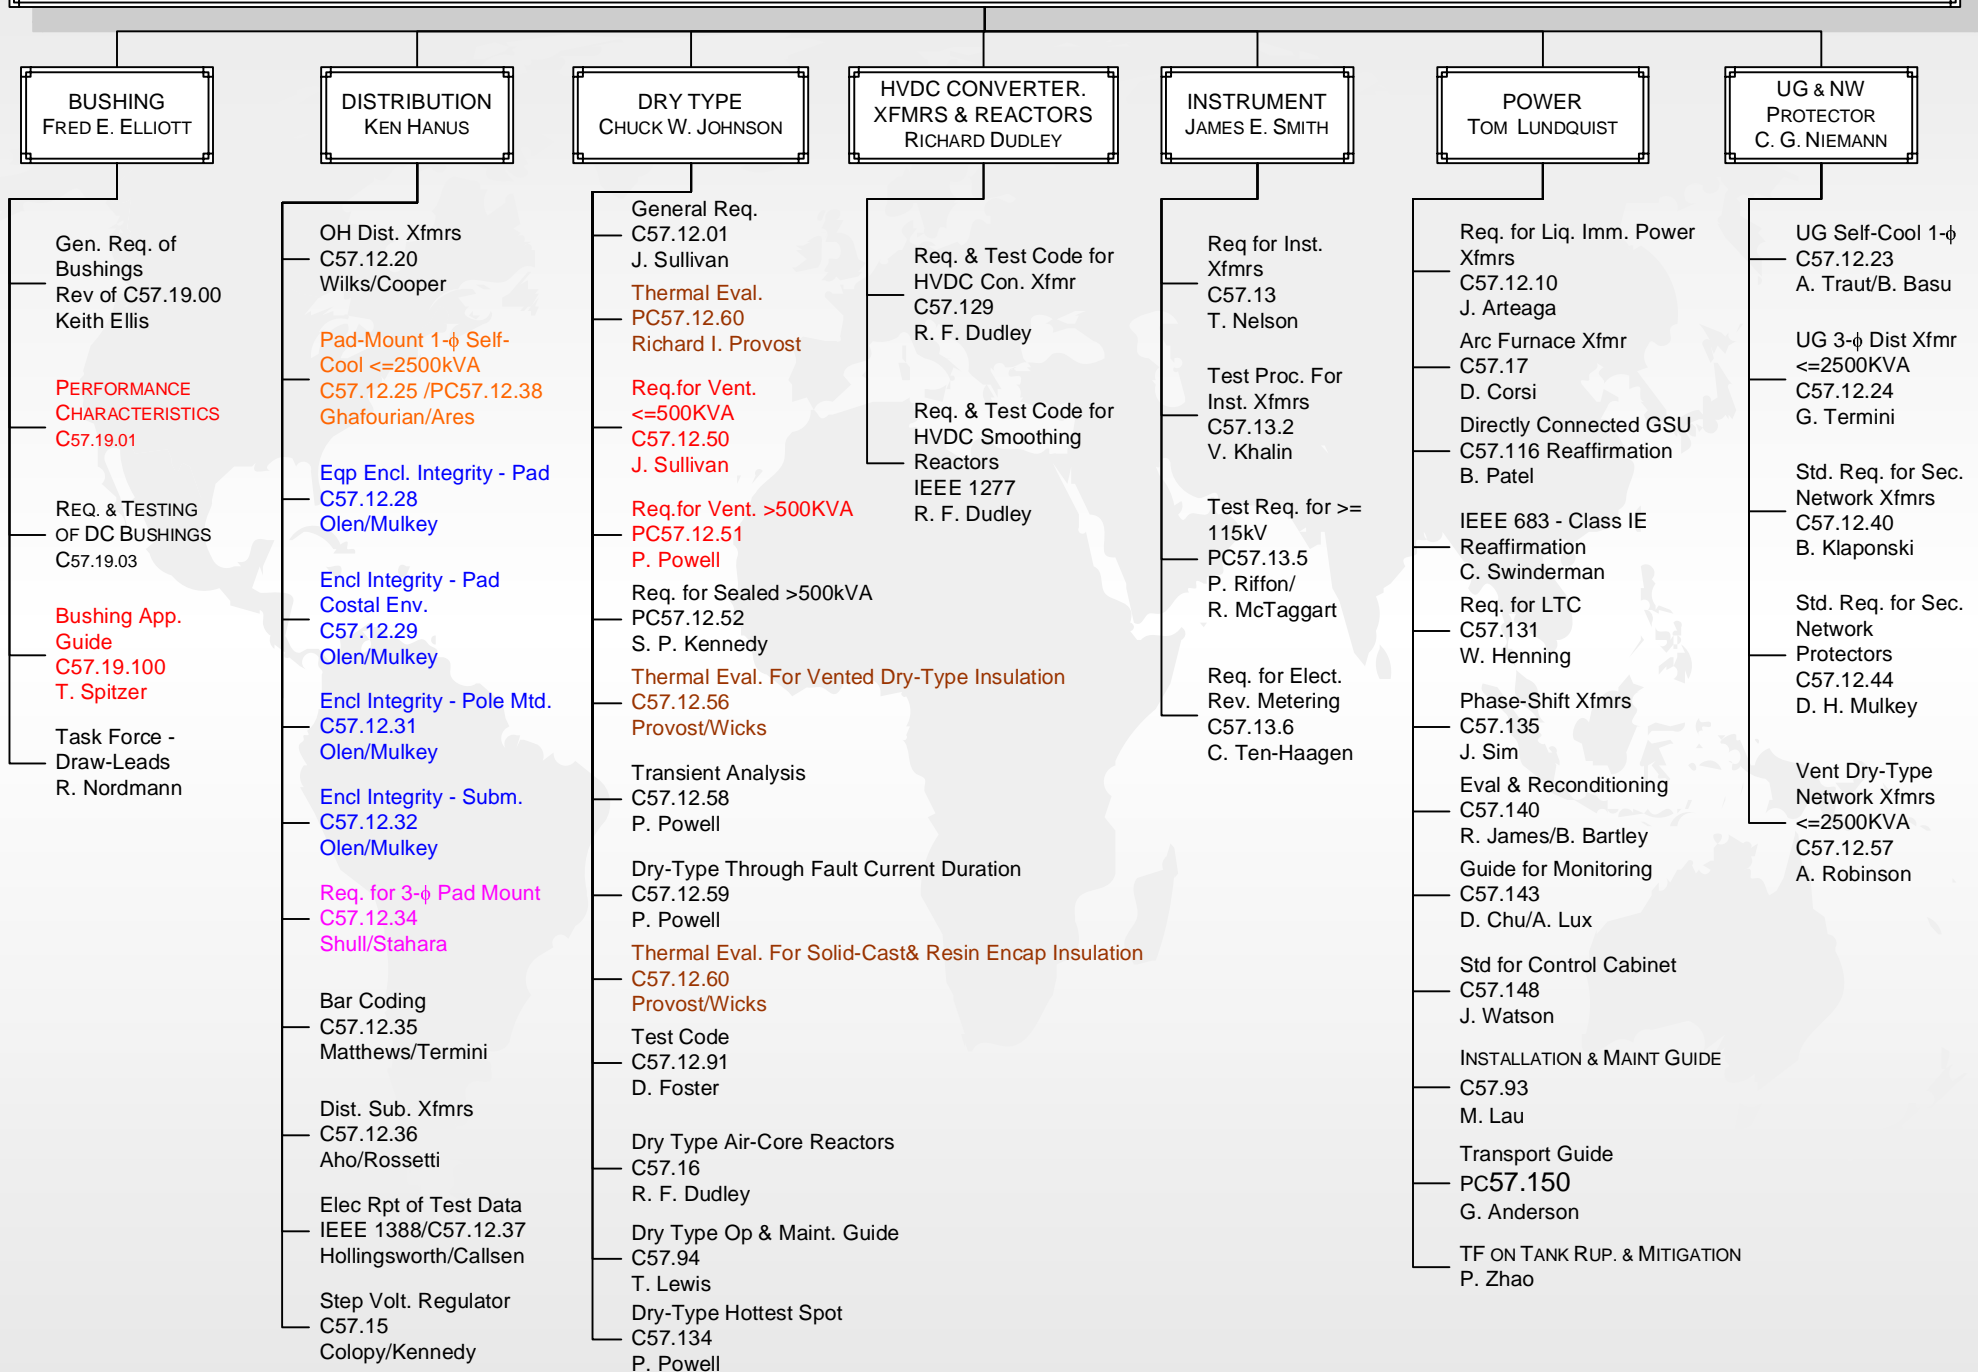 BUSHING
FRED E. ELLIOTT
DISTRIBUTION
KEN HANUS
DRY TYPE
CHUCK W. JOHNSON
HVDC CONVERTER.
XFMRS & REACTORS
RICHARD DUDLEY
INSTRUMENT
JAMES E. SMITH
POWER
TOM LUNDQUIST
UG & NW
PROTECTOR
C. G. NIEMANN
Gen. Req. of
Bushings
Rev of C57.19.00
Keith Ellis
PERFORMANCE
CHARACTERISTICS
C57.19.01
REQ. & TESTING
OF DC BUSHINGS
C57.19.03
Bushing App.
Guide
C57.19.100
T. Spitzer
Task Force -
Draw-Leads
R. Nordmann
OH Dist. Xfmrs
C57.12.20
Wilks/Cooper
Pad-Mount 1-ϕ Self-
Cool <=2500kVA
C57.12.25 /PC57.12.38
Ghafourian/Ares
Eqp Encl. Integrity - Pad
C57.12.28
Olen/Mulkey
Encl Integrity - Pad
Costal Env.
C57.12.29
Olen/Mulkey
Encl Integrity - Pole Mtd.
C57.12.31
Olen/Mulkey
Encl Integrity - Subm.
C57.12.32
Olen/Mulkey
Req. for 3-ϕ Pad Mount
C57.12.34
Shull/Stahara
Bar Coding
C57.12.35
Matthews/Termini
Dist. Sub. Xfmrs
C57.12.36
Aho/Rossetti
Elec Rpt of Test Data
IEEE 1388/C57.12.37
Hollingsworth/Callsen
Step Volt. Regulator
C57.15
Colopy/Kennedy
General Req.
C57.12.01
J. Sullivan
Thermal Eval.
PC57.12.60
Richard I. Provost
Req.for Vent.
<=500KVA
C57.12.50
J. Sullivan
Req.for Vent. >500KVA
PC57.12.51
P. Powell
Req. for Sealed >500kVA
PC57.12.52
S. P. Kennedy
Thermal Eval. For Vented Dry-Type Insulation
C57.12.56
Provost/Wicks
Transient Analysis
C57.12.58
P. Powell
Dry-Type Through Fault Current Duration
C57.12.59
P. Powell
Thermal Eval. For Solid-Cast& Resin Encap Insulation
C57.12.60
Provost/Wicks
Test Code
C57.12.91
D. Foster
Dry Type Air-Core Reactors
C57.16
R. F. Dudley
Dry Type Op & Maint. Guide
C57.94
T. Lewis
Dry-Type Hottest Spot
C57.134
P. Powell
Req. & Test Code for
HVDC Con. Xfmr
C57.129
R. F. Dudley
Req. & Test Code for
HVDC Smoothing
Reactors
IEEE 1277
R. F. Dudley
Req for Inst.
Xfmrs
C57.13
T. Nelson
Test Proc. For
Inst. Xfmrs
C57.13.2
V. Khalin
Test Req. for >=
115kV
PC57.13.5
P. Riffon/
R. McTaggart
Req. for Elect.
Rev. Metering
C57.13.6
C. Ten-Haagen
Req. for Liq. Imm. Power
Xfmrs
C57.12.10
J. Arteaga
Arc Furnace Xfmr
C57.17
D. Corsi
Directly Connected GSU
C57.116 Reaffirmation
B. Patel
IEEE 683 - Class IE
Reaffirmation
C. Swinderman
Req. for LTC
C57.131
W. Henning
Phase-Shift Xfmrs
C57.135
J. Sim
Eval & Reconditioning
C57.140
R. James/B. Bartley
Guide for Monitoring
C57.143
D. Chu/A. Lux
Std for Control Cabinet
C57.148
J. Watson
INSTALLATION & MAINT GUIDE
C57.93
M. Lau
Transport Guide
PC57.150
G. Anderson
TF ON TANK RUP. & MITIGATION
P. Zhao
UG Self-Cool 1-ϕ
C57.12.23
A. Traut/B. Basu
UG 3-ϕ Dist Xfmr
<=2500KVA
C57.12.24
G. Termini
Std. Req. for Sec.
Network Xfmrs
C57.12.40
B. Klaponski
Std. Req. for Sec.
Network
Protectors
C57.12.44
D. H. Mulkey
Vent Dry-Type
Network Xfmrs
<=2500KVA
C57.12.57
A. Robinson